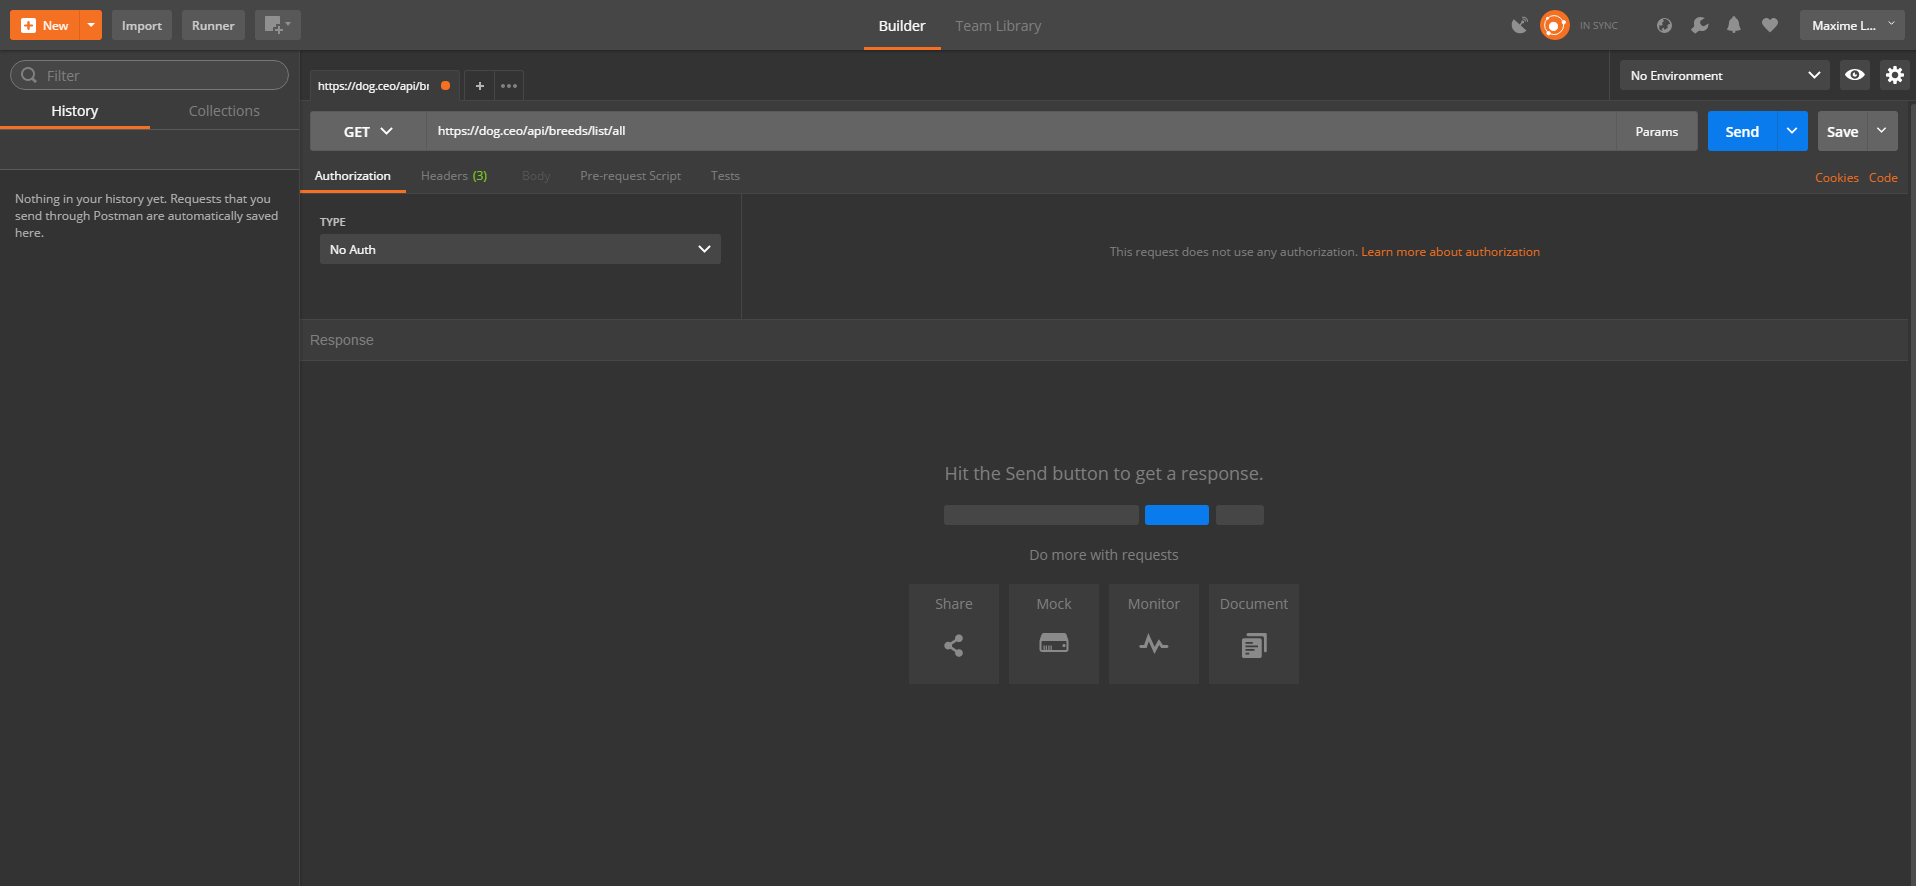 New
Import
Runner
Builder
Team Library
IN SYNC
Maxime L...
Filter
History
Collections
Nothing in your history yet. Requests that you
send through Postman are automatically saved
here.
https://dog.ceo/api/br
+
No Environment
GET
https://dog.ceo/api/breeds/list/all
Params
Send
Save
Authorization
Headers (3)
Body
Pre-request Script
Tests
Cookies
Code
TYPE
No Auth
This request does not use any authorization. Learn more about authorization
Response
Hit the Send button to get a response.
Do more with requests
Share
Mock
Monitor
Document